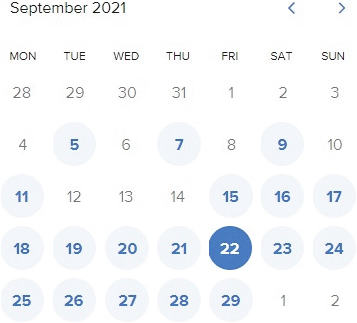 September 2021
MON TUE WED THU FRI SAT SUN
28 29 30 31 1 2 3
4 5 6 7 8 9 10
11 12 13 14 15 16 17
18 19 20 21 22 23 24
25 26 27 28 29 1 2